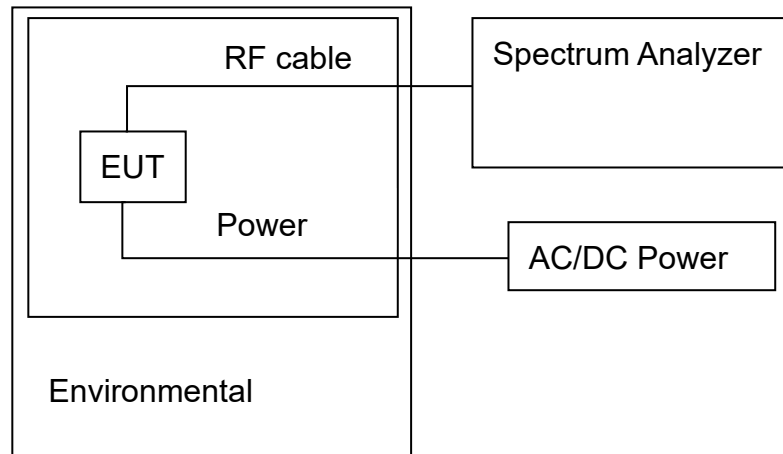 RF cable
Spectrum Analyzer
EUT
Power
AC/DC Power
Environmental